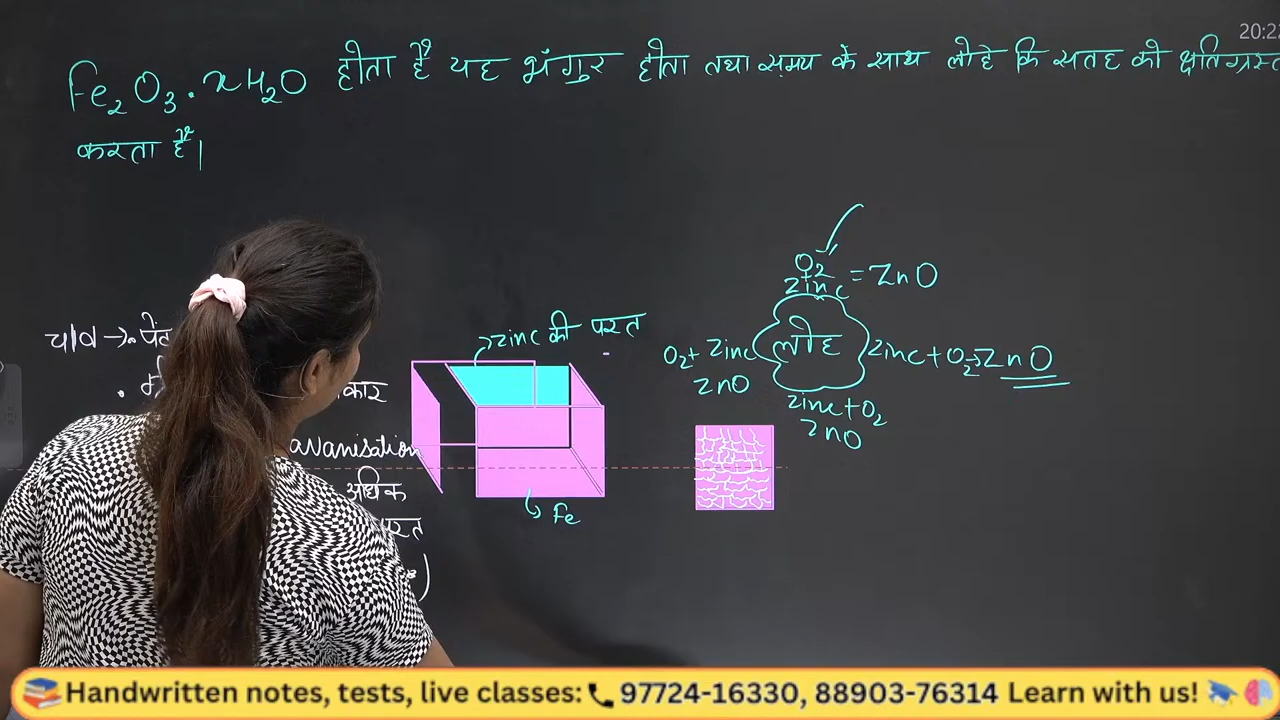 20:22
Fe₂O₃.xH₂O होता है यह भंगुर होता तथा समय के साथ लोहे कि सतह को क्षतिग्रस्त
करता है|
O₂
zinc = ZnO
zinc की परत
O₂+ zinc
ZnO
लोह
zinc + O₂→ZnO
zinc+O₂
ZnO
avanisation
अधिक
Fe
📚 Handwritten notes, tests, live classes: 📞 97724-16330, 88903-76314 Learn with us! 🎓 🧠